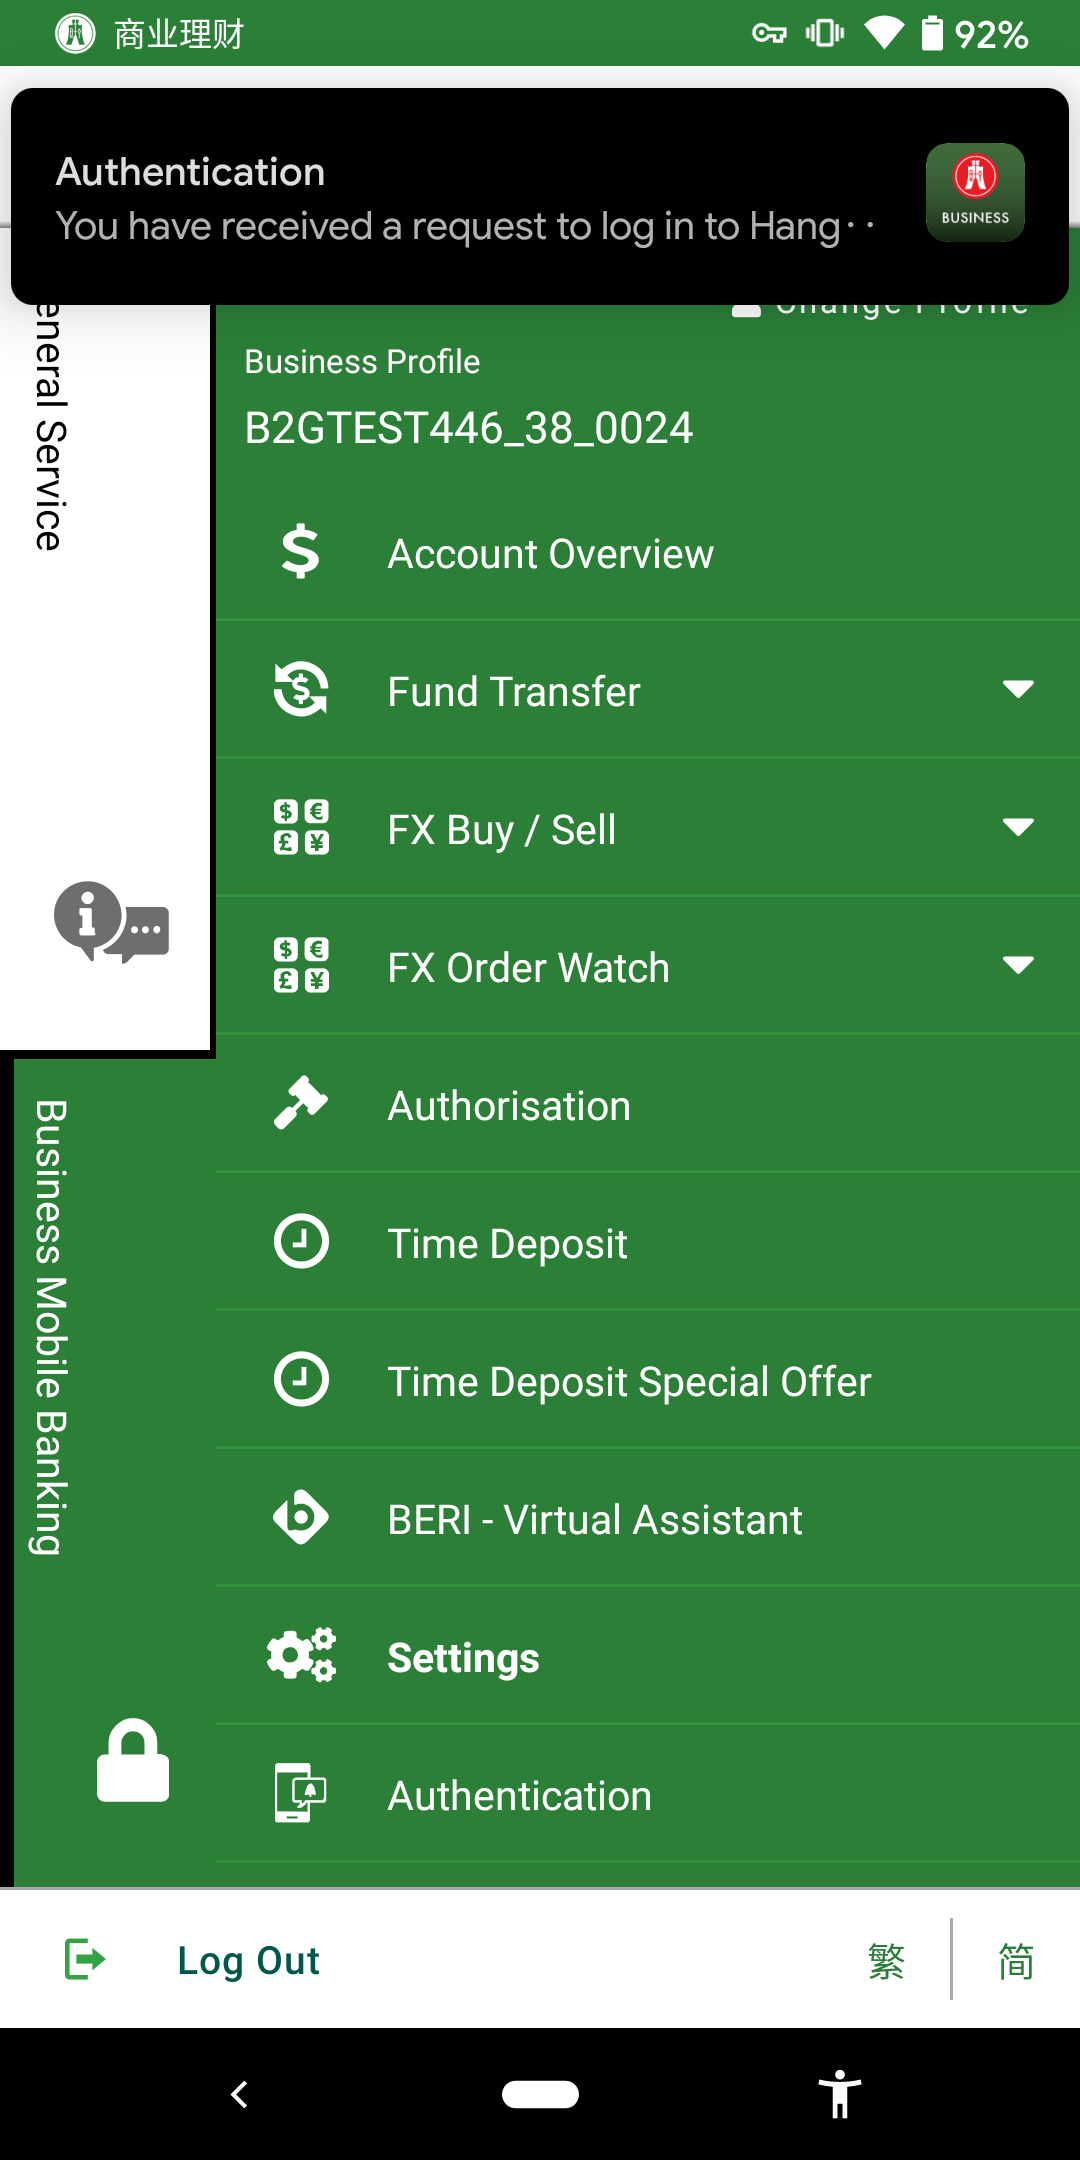 商业理财
92%
Authentication
You have received a request to log in to Hang··
BUSINESS
Change Profile
eneral Service
Business Profile
B2GTEST446_38_0024
Account Overview
Fund Transfer
FX Buy / Sell
FX Order Watch
Authorisation
Business Mobile Banking
Time Deposit
Time Deposit Special Offer
BERI - Virtual Assistant
Settings
Authentication
Log Out
繁
简